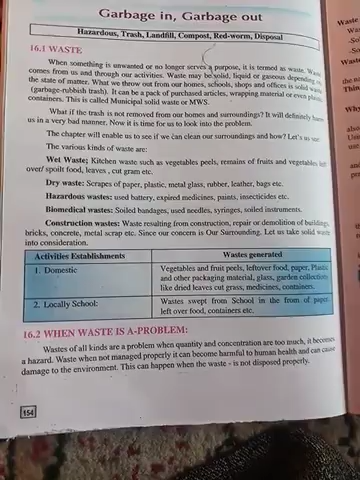 Garbage in, Garbage out
Hazardous, Trash, Landfill, Compost, Red-worm, Disposal
16.1 WASTE
When something is unwanted or no longer serves a purpose, it is termed as waste. Waste
comes from us and through our activities. Waste may be solid, liquid or gaseous depending on
the state of matter. What we throw out from our homes, schools, shops and offices is solid waste
(garbage-rubbish trash). It can be a pack of purchased articles, wrapping material or even plastic
containers. This is called Municipal solid waste or MWS.
What if the trash is not removed from our homes and surroundings? It will definitely
us in a very bad manner. Now it is time for us to look into the problem.
The chapter will enable us to see if we can clean our surroundings and how? Let's us see
The various kinds of waste are:
Wet Waste; Kitchen waste such as vegetables peels, remains of fruits and vegetables
over/ spoilt food, leaves , cut gram etc.
Dry waste: Scrapes of paper, plastic, metal glass, rubber, leather, bags etc.
Hazardous wastes: used battery, expired medicines, paints, insecticides etc.
Biomedical wastes: Soiled bandages, used needles, syringes, soiled instruments.
Construction wastes: Waste resulting from construction, repair or demolition of buildings,
bricks, concrete, metal scrap etc. Since our concern is Our Surrounding. Let us take solid waste
into consideration.
Activities Establishments Wastes generated
1. Domestic Vegetables and fruit peels, leftover food, paper, Plastic
and other packaging material, glass, garden collections
like dried leaves cut grass, medicines, containers.
2. Locally School: Wastes swept from School in the from of paper,
left over food, containers etc.
16.2 WHEN WASTE IS A-PROBLEM:
Wastes of all kinds are a problem when quantity and concentration are too much, it becomes
a hazard. Waste when not managed properly it can become harmful to human health and can cause
damage to the environment. This can happen when the waste - is not disposed properly.
154